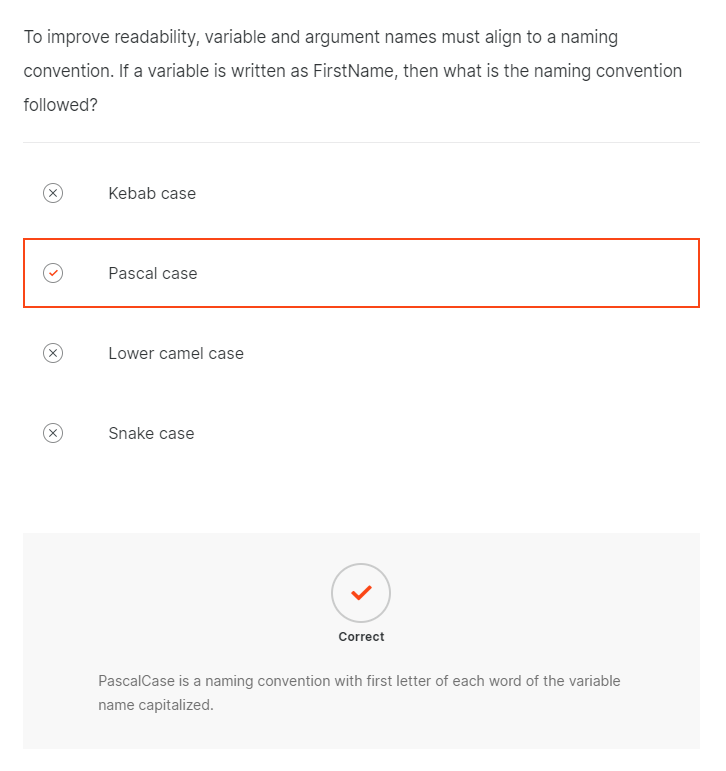 To improve readability, variable and argument names must align to a naming
convention. If a variable is written as FirstName, then what is the naming convention
followed?
Kebab case
Pascal case
Lower camel case
Snake case
Correct
PascalCase is a naming convention with first letter of each word of the variable
name capitalized.